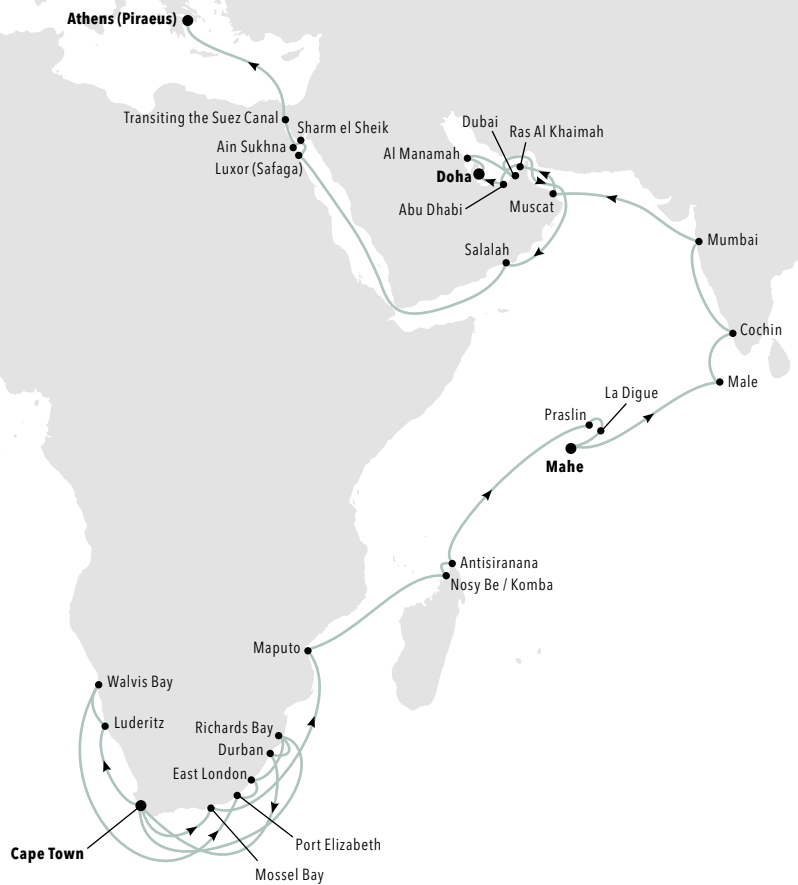 Athens (Piraeus)
Transiting the Suez Canal
Sharm el Sheik
Ain Sukhna
Luxor (Safaga)
Dubai
Ras Al Khaimah
Al Manamah
Doha
Abu Dhabi
Muscat
Salalah
Mumbai
Cochin
Male
La Digue
Praslin
Mahe
Antisiranana
Nosy Be / Komba
Maputo
Walvis Bay
Luderitz
Richards Bay
Durban
East London
Cape Town
Port Elizabeth
Mossel Bay